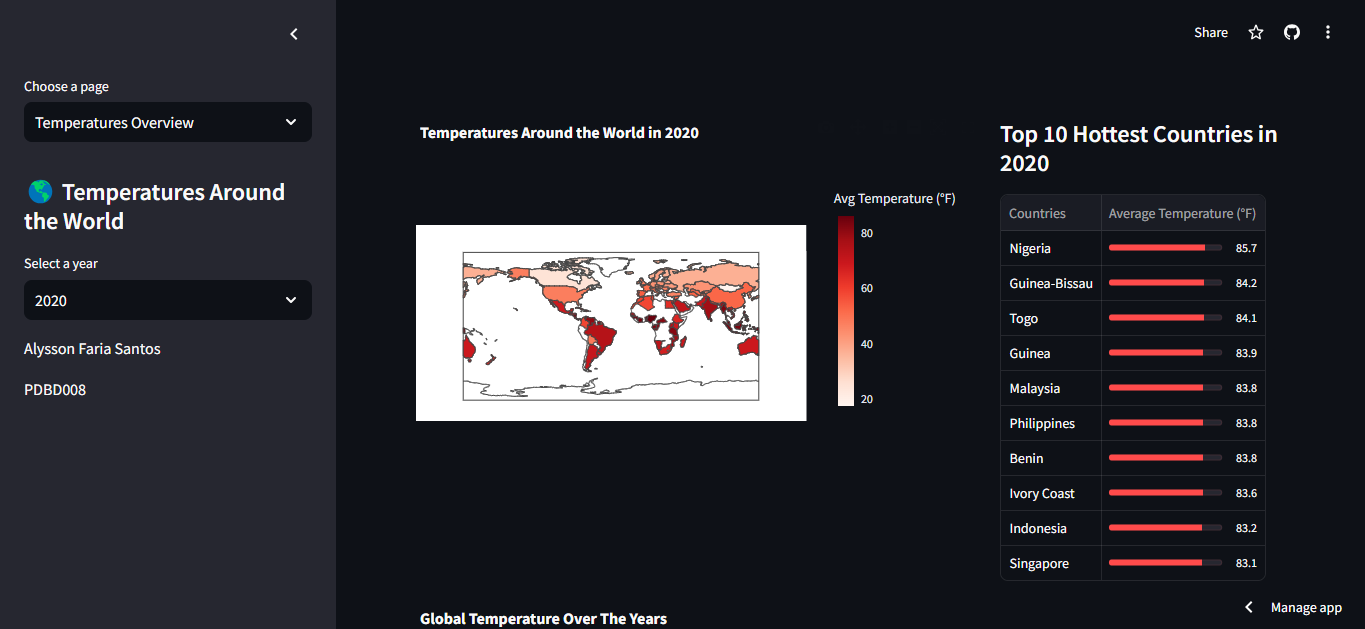 Share
Choose a page
Temperatures Overview
Temperatures Around
the World
Select a year
2020
Alysson Faria Santos
PDBD008
Temperatures Around the World in 2020
Avg Temperature (°F)
80
60
40
20
Top 10 Hottest Countries in
2020
Countries Average Temperature (°F)
Nigeria 85.7
Guinea-Bissau 84.2
Togo 84.1
Guinea 83.9
Malaysia 83.8
Philippines 83.8
Benin 83.8
Ivory Coast 83.6
Indonesia 83.2
Singapore 83.1
Global Temperature Over The Years
Manage app